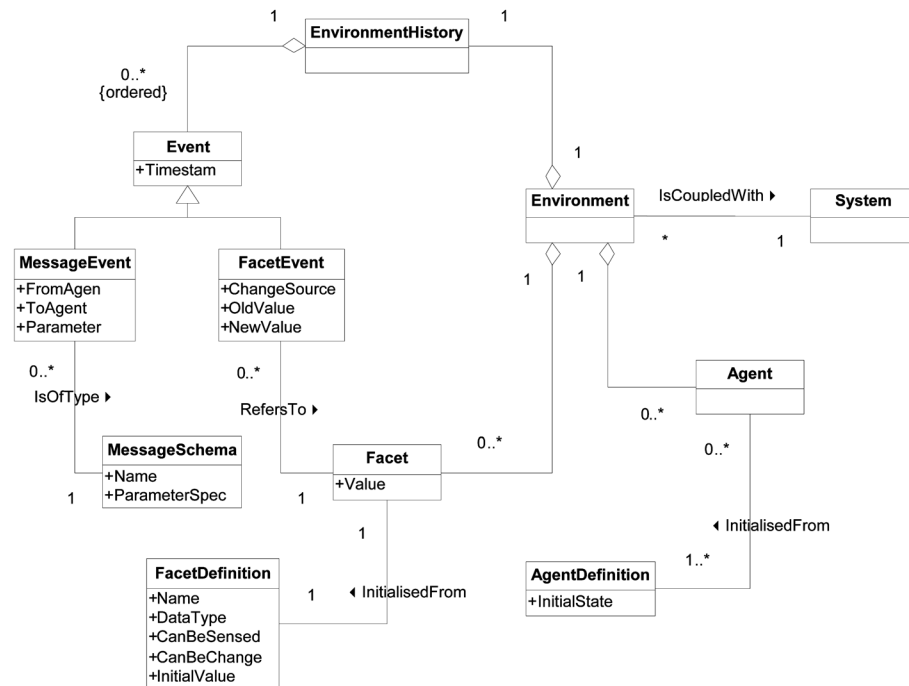 1
EnvironmentHistory
1
0..*
{ordered}
Event
+Timestam
1
Environment
IsCoupledWith ▶
System
*
1
MessageEvent
+FromAgen
+ToAgent
+Parameter
FacetEvent
+ChangeSource
+OldValue
+NewValue
1
1
0..*
IsOfType ▶
0..*
RefersTo ▶
Agent
0..*
0..*
0..*
MessageSchema
+Name
+ParameterSpec
1
Facet
+Value
1
1
◀ InitialisedFrom
1..*
FacetDefinition
+Name
+DataType
+CanBeSensed
+CanBeChange
+InitialValue
1
◀ InitialisedFrom
AgentDefinition
+InitialState